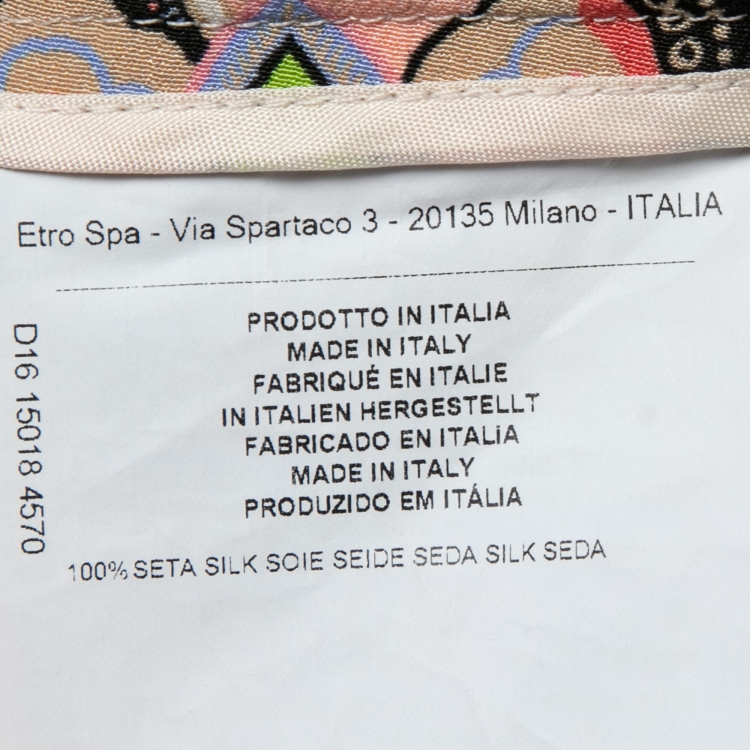 Etro Spa - Via Spartaco 3 - 20135 Milano - ITALIA
PRODOTTO IN ITALIA
MADE IN ITALY
FABRIQUÉ EN ITALIE
IN ITALIEN HERGESTELLT
FABRICADO EN ITALIA
MADE IN ITALY
PRODUZIDO EM ITÁLIA
100% SETA SILK SOIE SEIDE SEDA SILK SEDA
D16 15018 4570